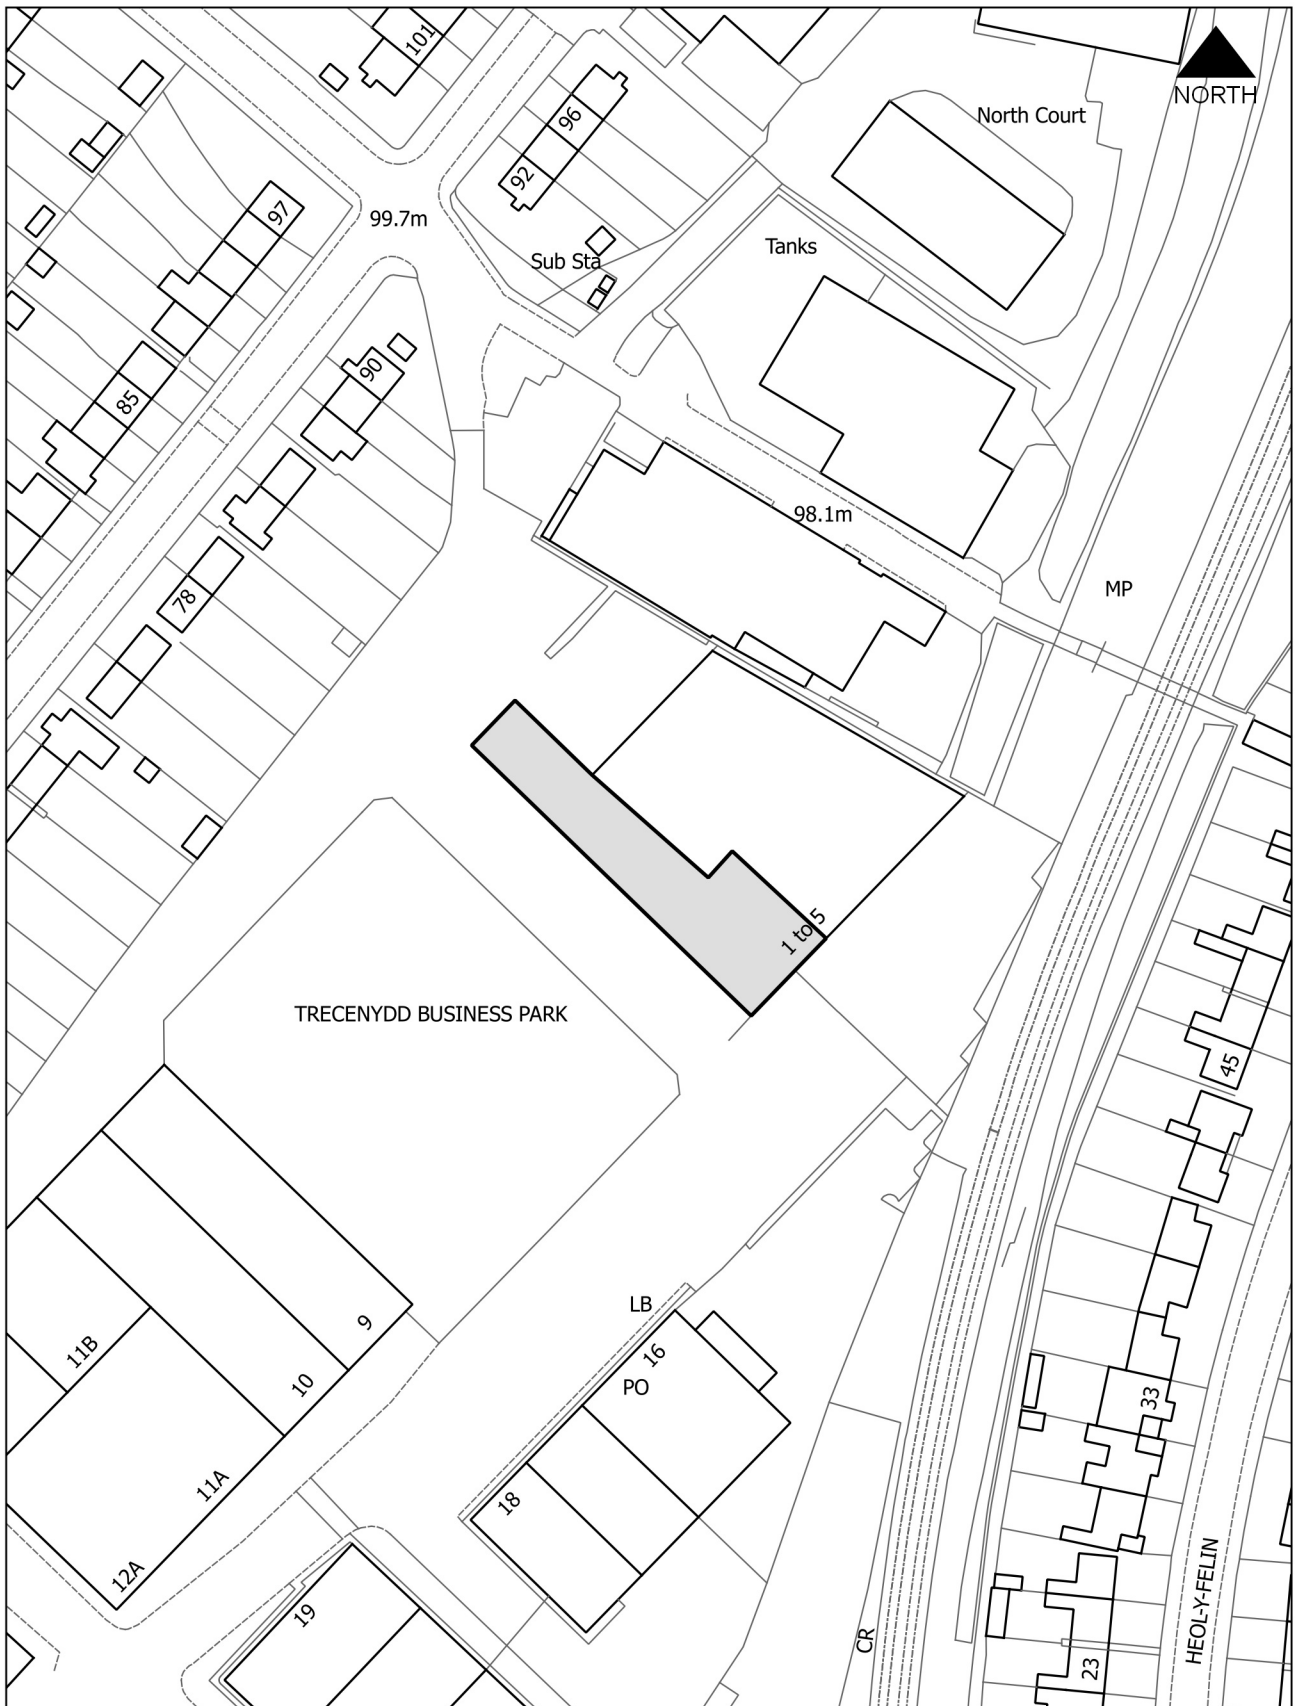 101
NORTH
North Court
96
92
97
99.7m
Tanks
Sub Sta
90
85
98.1m
MP
78
1 to 5
TRECENYDD BUSINESS PARK
45
LB
9
16
11B
PO
10
33
11A
18
12A
19
HEOL-Y-FELIN
CR
23